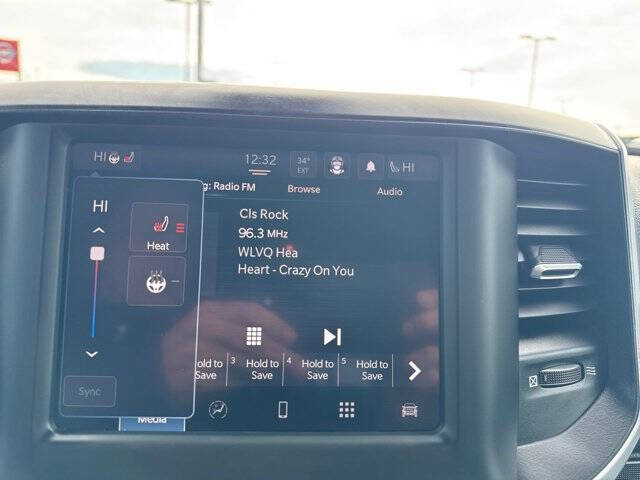 HI
12:32
34°
EXT
HI
g: Radio FM
Browse
Audio
HI
Heat
Sync
Cls Rock
96.3 MHz
WLVQ Hea
Heart - Crazy On You
old to
Save
3 Hold to
Save
4 Hold to
Save
5 Hold to
Save
Media